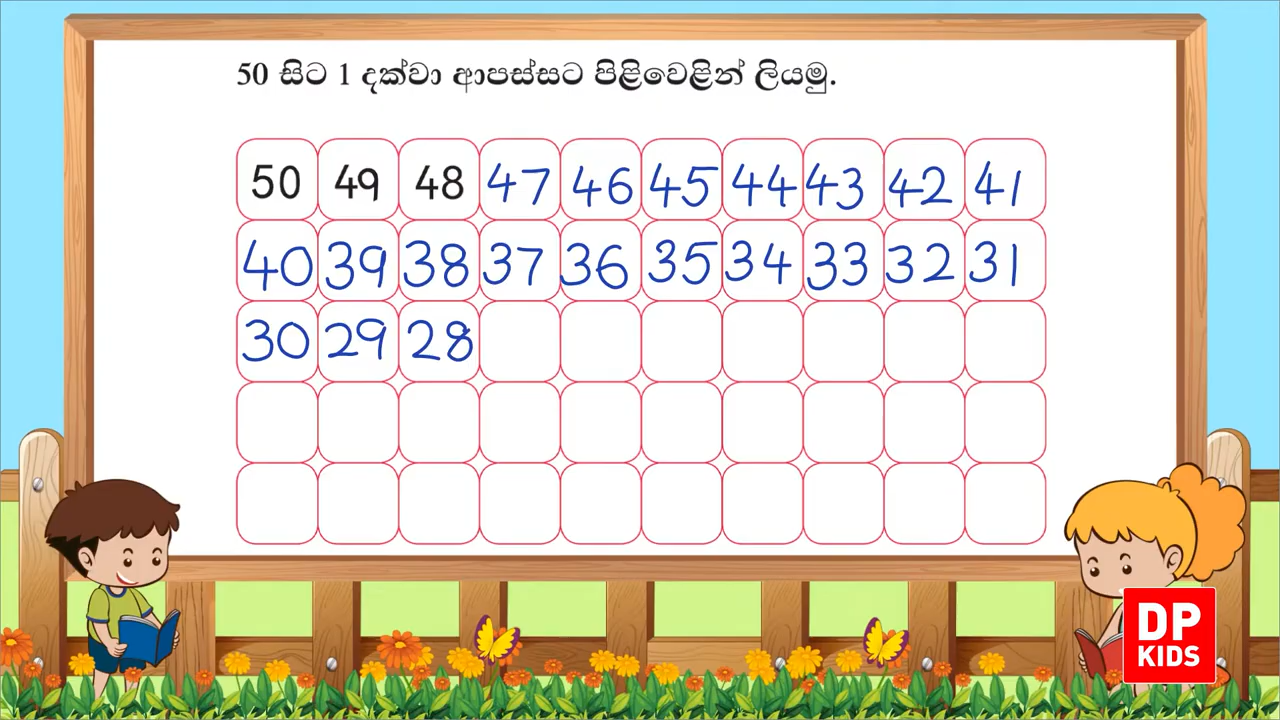 50 සිට 1 දක්වා ආපස්සට පිළිවෙළින් ලියමු.
50 49 48 47 46 45 44 43 42 41
40 39 38 37 36 35 34 33 32 31
30 29 28
DP
KIDS